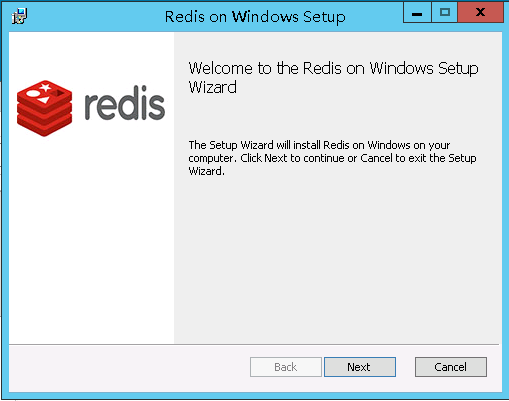 Redis on Windows Setup
redis
Welcome to the Redis on Windows Setup
Wizard
The Setup Wizard will install Redis on Windows on your
computer. Click Next to continue or Cancel to exit the Setup
Wizard.
Back
Next
Cancel